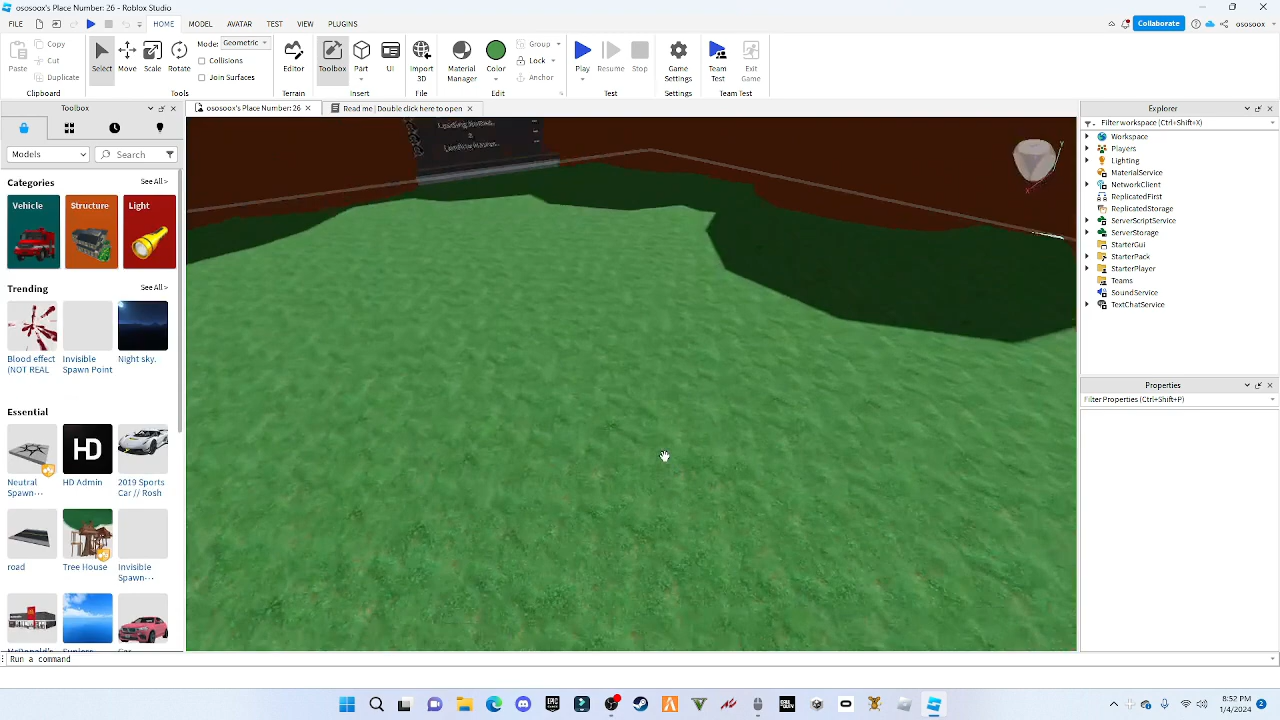 ososoox's Place Number: 26 - Roblox Studio
HOME MODEL AVATAR TEST VIEW PLUGINS
Collaborate ososoox
Paste Copy Duplicate
Select Move Scale Rotate
Mode: Geometric
Collisions
Join Surfaces
Editor Toolbox Part UI Import 3D Material Manager Color
Group
Lock
Anchor
Play Resume Stop Game Settings Team Test Exit Game
Clipboard Tools Terrain Insert File Edit Test Settings Team Test
Toolbox
ososoox's Place Number: 26 Read me | Double click here to open
Models Search
Categories See All >
Vehicle Structure Light
Trending See All >
Blood effect (NOT REAL
Invisible Spawn Point
Night sky.
Essential See All >
Neutral Spawn...
HD
HD Admin
2019 Sports Car // Rosh
road
Tree House
Invisible Spawn...
Run a command
Explorer
Filter workspace (Ctrl+Shift+X)
Workspace
Players
Lighting
MaterialService
NetworkClient
ReplicatedFirst
ReplicatedStorage
ServerScriptService
ServerStorage
StarterGui
StarterPack
StarterPlayer
Teams
SoundService
TextChatService
Properties
Filter Properties (Ctrl+Shift+P)
8:52 PM
1/4/2024